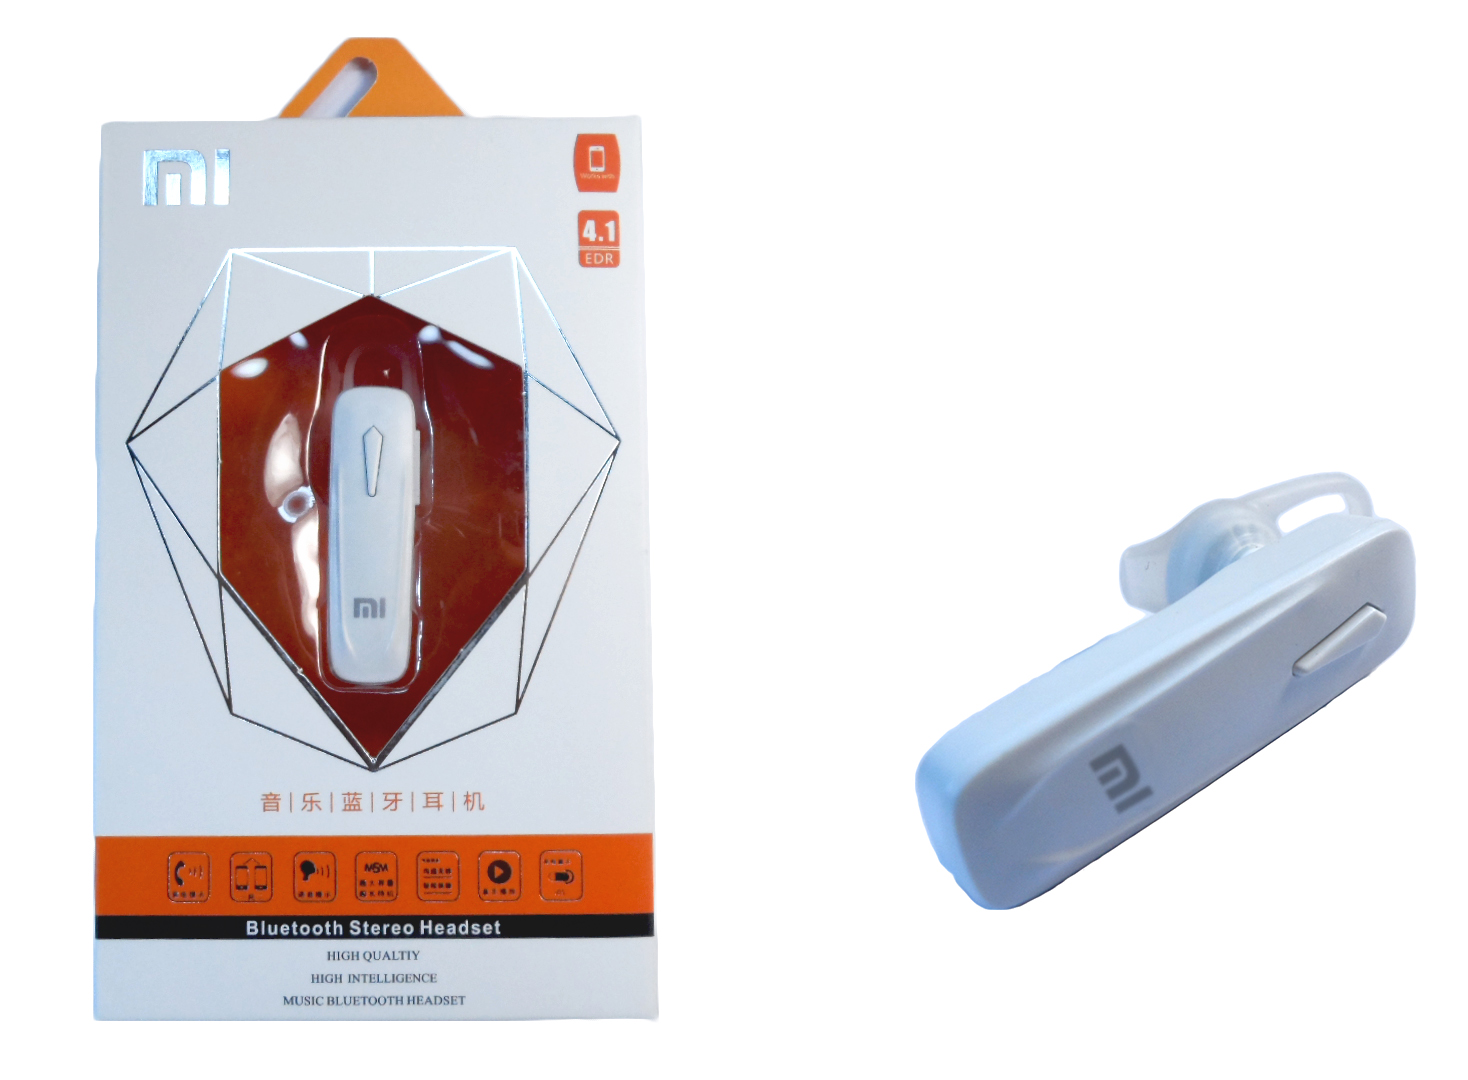 MI
4.1
EDR
MI
音|乐|蓝|牙|耳|机
Bluetooth Stereo Headset
HIGH QUALTIY
HIGH INTELLIGENCE
MUSIC BLUETOOTH HEADSET
MI